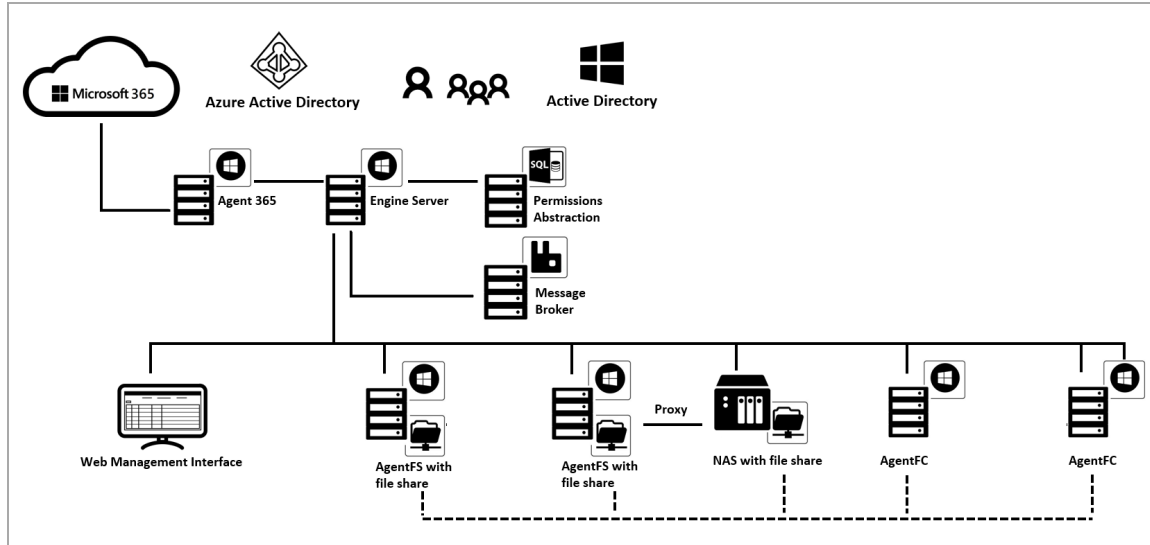 Microsoft 365
Azure Active Directory
Active Directory
Agent 365
Engine Server
SQL
Permissions
Abstraction
Message
Broker
Proxy
Web Management Interface
AgentFS with
file share
AgentFS with
file share
NAS with file share
AgentFC
AgentFC